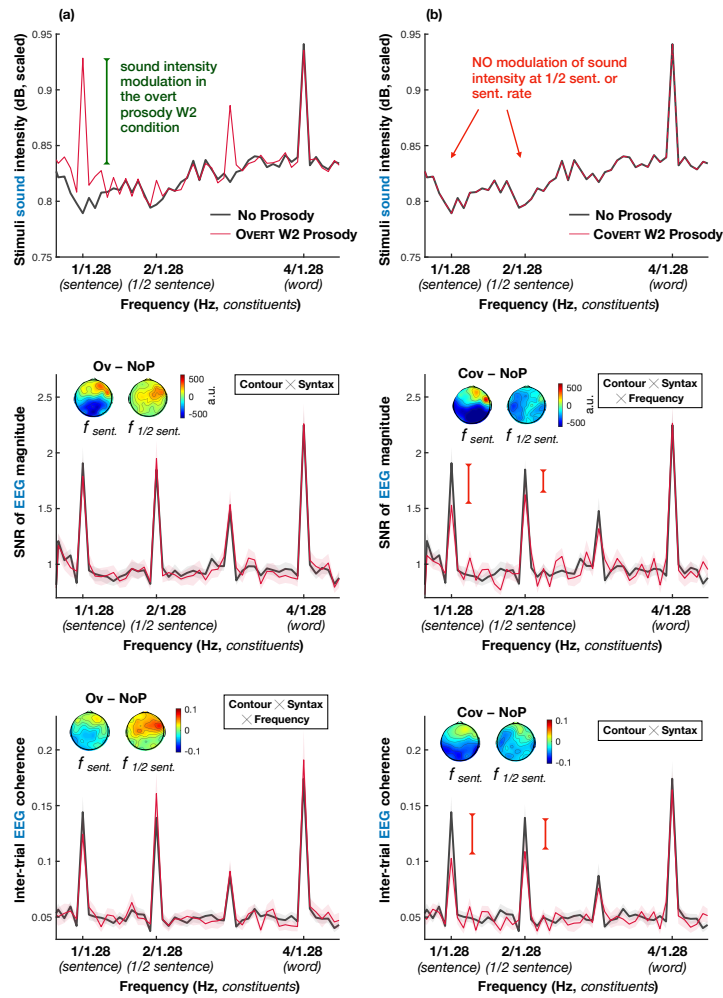 (a)
0.95
0.9
0.85
0.8
0.75
Stimuli sound intensity (dB, scaled)
sound intensity
modulation in
the overt
prosody W2
condition
No Prosody
OVERT W2 Prosody
1/1.28
2/1.28
4/1.28
(sentence)
(1/2 sentence)
(word)
Frequency (Hz, constituents)
(b)
0.95
0.9
0.85
0.8
0.75
Stimuli sound intensity (dB, scaled)
NO modulation of sound
intensity at 1/2 sent. or
sent. rate
No Prosody
COVERT W2 Prosody
1/1.28
2/1.28
4/1.28
(sentence)
(1/2 sentence)
(word)
Frequency (Hz, constituents)
Ov – NoP
500
0
-500
a.u.
f sent.
f 1/2 sent.
Contour × Syntax
2.5
2
1.5
1
SNR of EEG magnitude
1/1.28
2/1.28
4/1.28
(sentence)
(1/2 sentence)
(word)
Frequency (Hz, constituents)
Cov – NoP
500
0
-500
a.u.
f sent.
f 1/2 sent.
Contour × Syntax
× Frequency
2.5
2
1.5
1
SNR of EEG magnitude
1/1.28
2/1.28
4/1.28
(sentence)
(1/2 sentence)
(word)
Frequency (Hz, constituents)
Ov – NoP
0.1
0
-0.1
f sent.
f 1/2 sent.
Contour × Syntax
× Frequency
0.2
0.15
0.1
0.05
Inter-trial EEG coherence
1/1.28
2/1.28
4/1.28
(sentence)
(1/2 sentence)
(word)
Frequency (Hz, constituents)
Cov – NoP
0.1
0
-0.1
f sent.
f 1/2 sent.
Contour × Syntax
0.2
0.15
0.1
0.05
Inter-trial EEG coherence
1/1.28
2/1.28
4/1.28
(sentence)
(1/2 sentence)
(word)
Frequency (Hz, constituents)